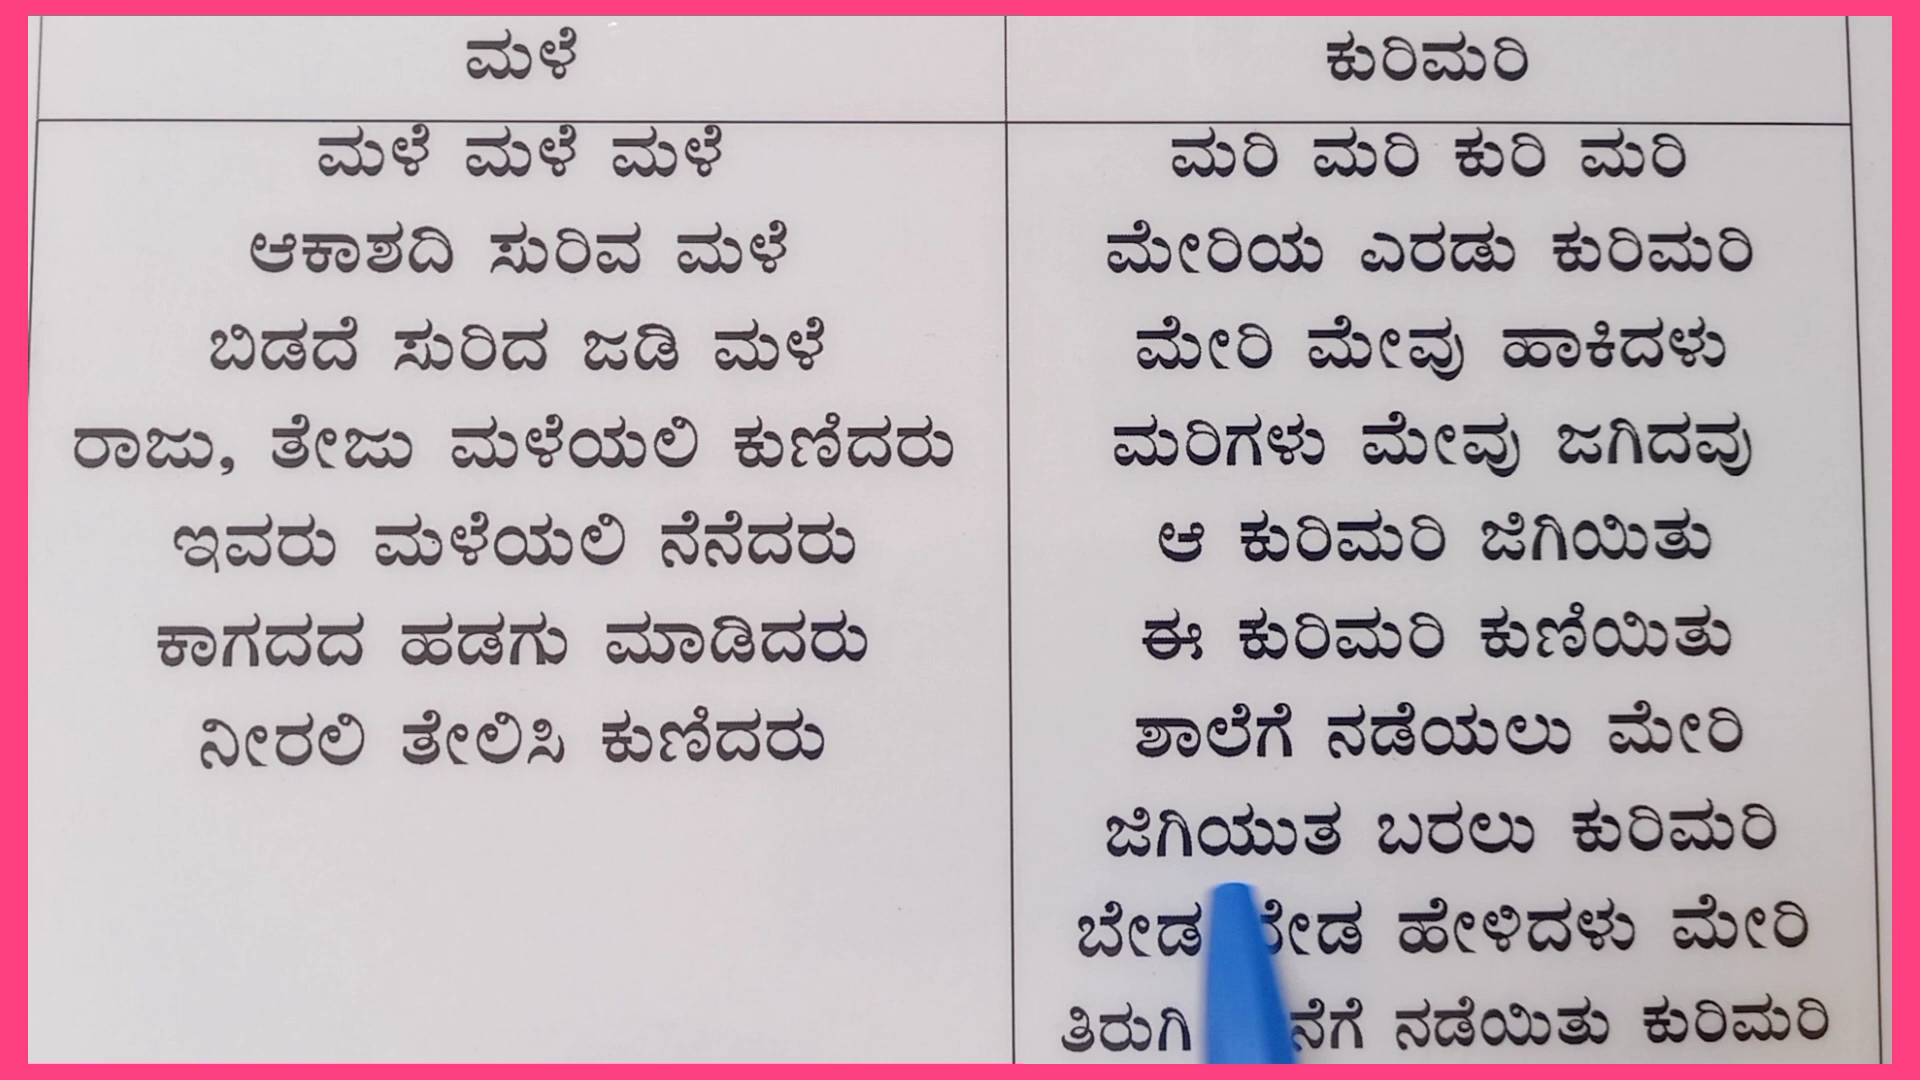 ಮಳೆ
ಮಳೆ ಮಳೆ ಮಳೆ
ಆಕಾಶದಿ ಸುರಿವ ಮಳೆ
ಬಿಡದೆ ಸುರಿದ ಜಡಿ ಮಳೆ
ರಾಜು, ತೇಜು ಮಳೆಯಲಿ ಕುಣಿದರು
ಇವರು ಮಳೆಯಲಿ ನೆನೆದರು
ಕಾಗದದ ಹಡಗು ಮಾಡಿದರು
ನೀರಲಿ ತೇಲಿಸಿ ಕುಣಿದರು
ಕುರಿಮರಿ
ಮರಿ ಮರಿ ಕುರಿ ಮರಿ
ಮೇರಿಯ ಎರಡು ಕುರಿಮರಿ
ಮೇರಿ ಮೇವು ಹಾಕಿದಳು
ಮರಿಗಳು ಮೇವು ಜಗಿದವು
ಆ ಕುರಿಮರಿ ಜಿಗಿಯಿತು
ಈ ಕುರಿಮರಿ ಕುಣಿಯಿತು
ಶಾಲೆಗೆ ನಡೆಯಲು ಮೇರಿ
ಜಿಗಿಯುತ ಬರಲು ಕುರಿಮರಿ
ಬೇಡ ಹೇಳಿದಳು ಮೇರಿ
ತಿರುಗಿ ನಡೆಯಿತು ಕುರಿಮರಿ